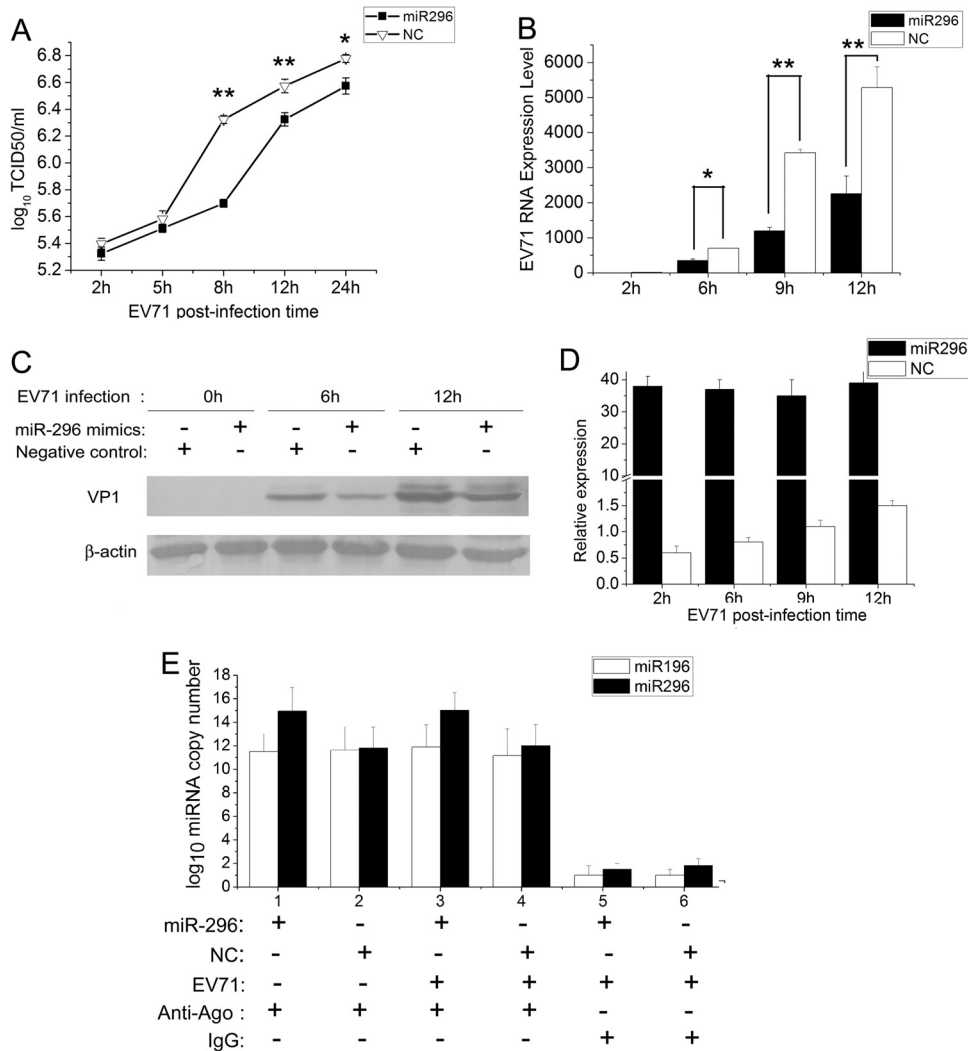 A
miR296
NC
log10TCID50/ml
6.8
6.6
6.4
6.2
6.0
5.8
5.6
5.4
5.2
**
**
*
2h 5h 8h 12h 24h
EV71 post-infection time
B
miR296
NC
EV71 RNA Expression Level
6000
5000
4000
3000
2000
1000
0
*
**
**
2h 6h 9h 12h
C
EV71 infection :
0h 6h 12h
miR-296 mimics: - + - + - +
Negative control: + - + - + -
VP1
β-actin
D
miR296
NC
Relative expression
40
30
20
10
1.5
1.0
0.5
0.0
2h 6h 9h 12h
EV71 post-infection time
E
miR196
miR296
log10 miRNA copy number
18
16
14
12
10
8
6
4
2
0
1 2 3 4 5 6
miR-296: + - + - + -
NC: - + - + - +
EV71: - - + + + +
Anti-Ago : + + + + - -
IgG: - - - - + +